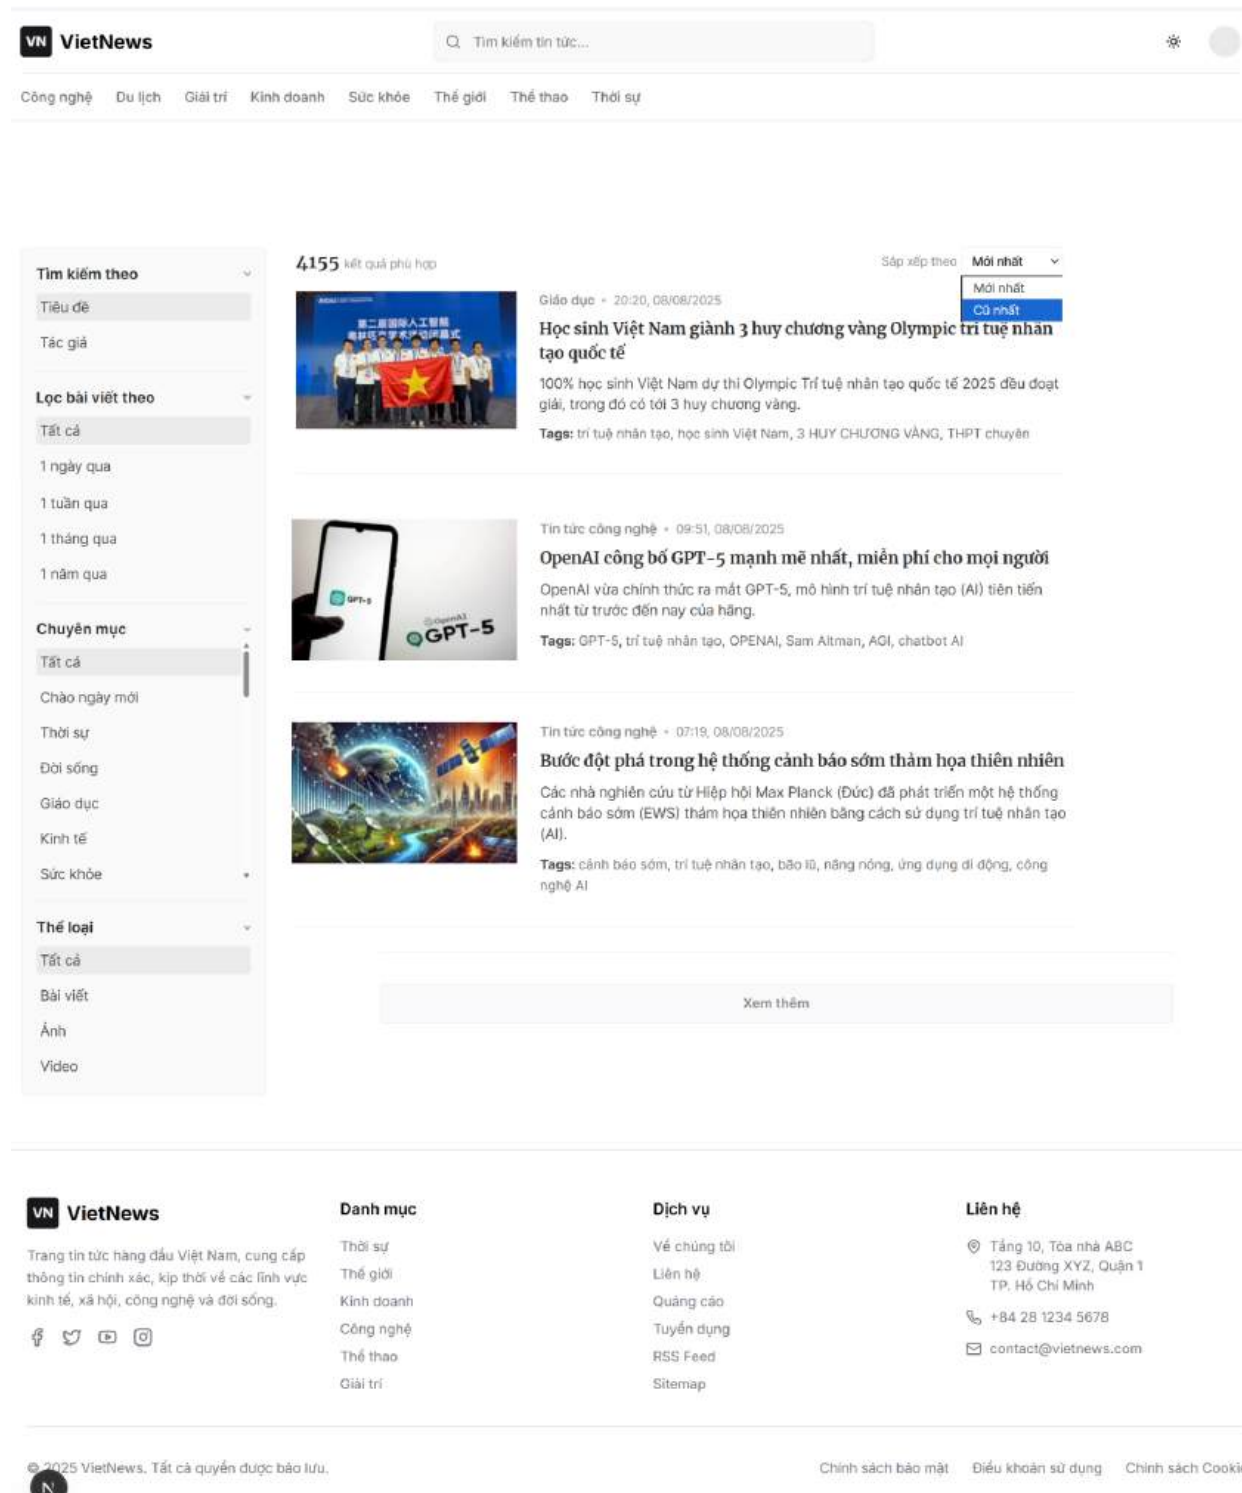 VN VietNews
Tìm kiếm tin tức...
Công nghệ Du lịch Giải trí Kinh doanh Sức khỏe Thế giới Thể thao Thời sự
Tìm kiếm theo
Tiêu đề
Tác giả
Lọc bài viết theo
Tất cả
1 ngày qua
1 tuần qua
1 tháng qua
1 năm qua
Chuyên mục
Tất cả
Chào ngày mới
Thời sự
Đời sống
Giáo dục
Kinh tế
Sức khỏe
Thể loại
Tất cả
Bài viết
Ảnh
Video
4155 kết quả phù hợp
Sắp xếp theo Mới nhất
Mới nhất
Cũ nhất
Giáo dục • 20:20, 08/08/2025
Học sinh Việt Nam giành 3 huy chương vàng Olympic trí tuệ nhân
tạo quốc tế
100% học sinh Việt Nam dự thi Olympic Trí tuệ nhân tạo quốc tế 2025 đều đoạt
giải, trong đó có tới 3 huy chương vàng.
Tags: trí tuệ nhân tạo, học sinh Việt Nam, 3 HUY CHƯƠNG VÀNG, THPT chuyên
GPT-5
OpenAI
GPT-5
Tin tức công nghệ • 09:51, 08/08/2025
OpenAI công bố GPT-5 mạnh mẽ nhất, miễn phí cho mọi người
OpenAI vừa chính thức ra mắt GPT-5, mô hình trí tuệ nhân tạo (AI) tiên tiến
nhất từ trước đến nay của hãng.
Tags: GPT-5, trí tuệ nhân tạo, OPENAI, Sam Altman, AGI, chatbot AI
Tin tức công nghệ • 07:19, 08/08/2025
Bước đột phá trong hệ thống cảnh báo sớm thảm họa thiên nhiên
Các nhà nghiên cứu từ Hiệp hội Max Planck (Đức) đã phát triển một hệ thống
cảnh báo sớm (EWS) thảm họa thiên nhiên bằng cách sử dụng trí tuệ nhân tạo
(AI).
Tags: cảnh báo sớm, trí tuệ nhân tạo, bão lũ, nắng nóng, ứng dụng di động, công
nghệ AI
Xem thêm
VN VietNews
Trang tin tức hàng đầu Việt Nam, cung cấp
thông tin chính xác, kịp thời về các lĩnh vực
kinh tế, xã hội, công nghệ và đời sống.
Danh mục
Thời sự
Thế giới
Kinh doanh
Công nghệ
Thể thao
Giải trí
Dịch vụ
Về chúng tôi
Liên hệ
Quảng cáo
Tuyển dụng
RSS Feed
Sitemap
Liên hệ
Tầng 10, Tòa nhà ABC
123 Đường XYZ, Quận 1
TP. Hồ Chí Minh
+84 28 1234 5678
contact@vietnews.com
© 2025 VietNews. Tất cả quyền được bảo lưu.
Chính sách bảo mật Điều khoản sử dụng Chính sách Cookie
N